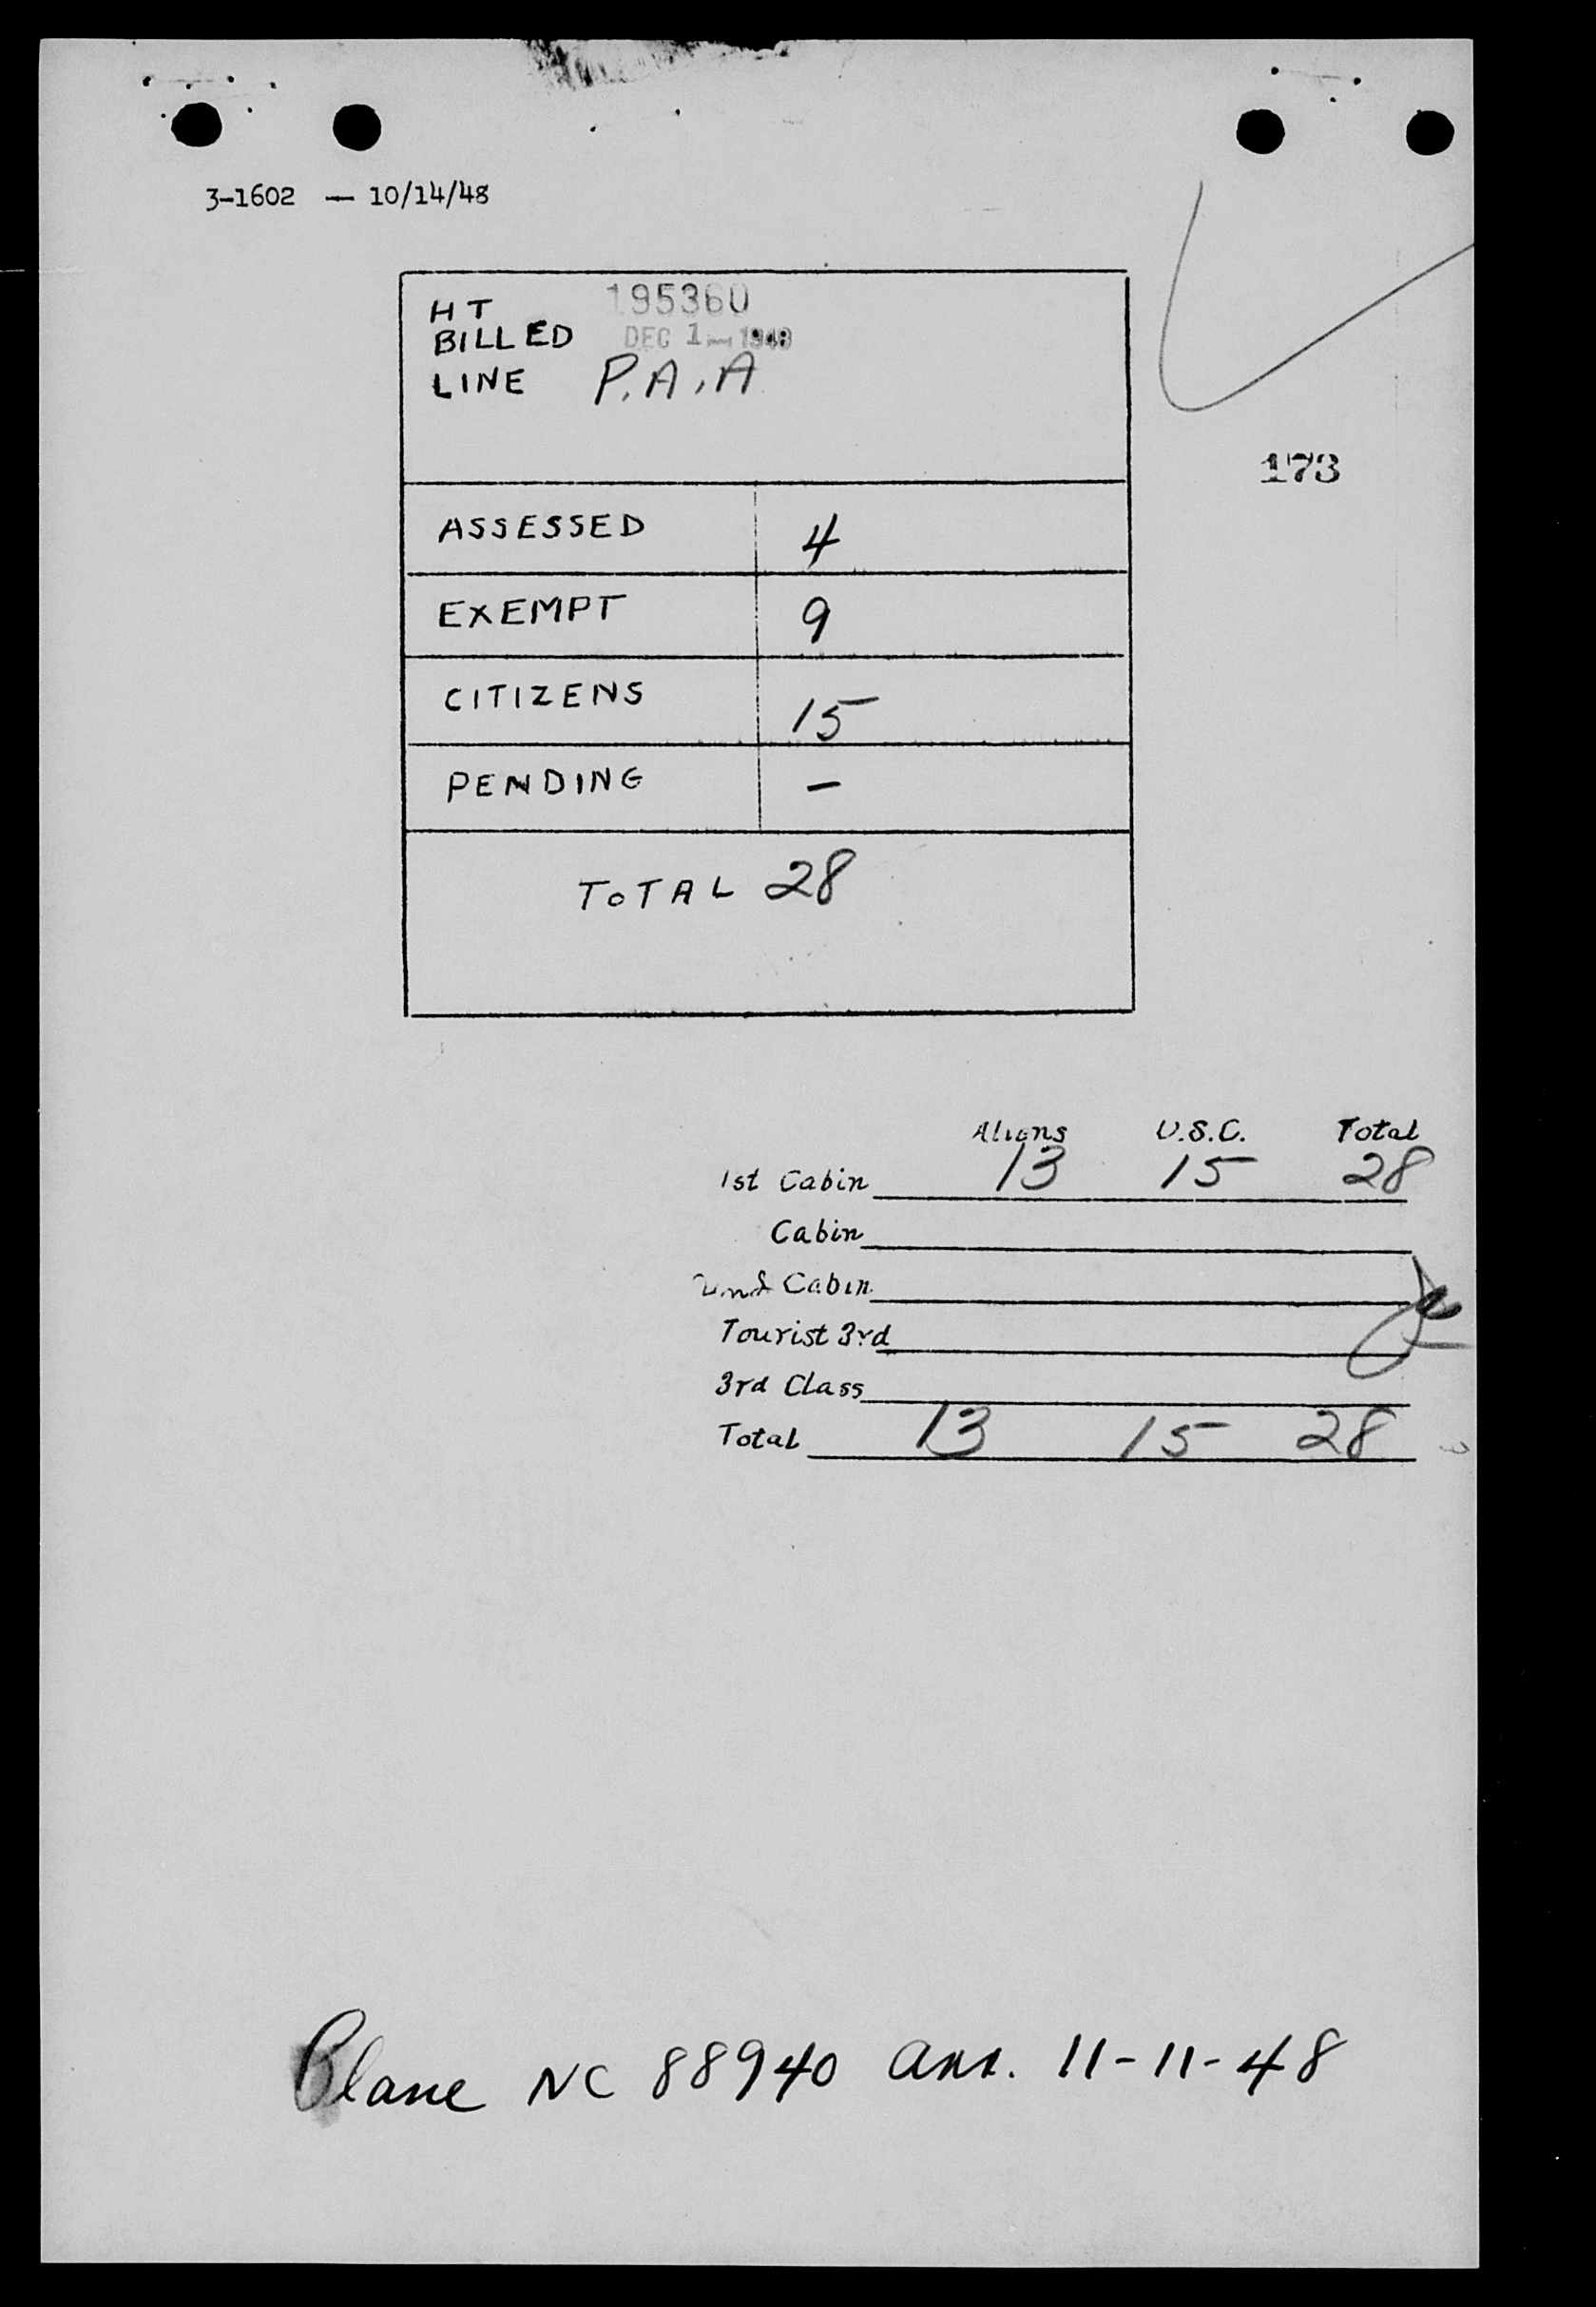 3-1602 — 10/14/48
HT 195360
BILLED DEC 1 - 1948
LINE P.A.A
173
ASSESSED 4
EXEMPT 9
CITIZENS 15
PENDING —
TOTAL 28
Aliens U.S.C. Total
1st Cabin 13 15 28
Cabin
2nd Cabin
Tourist 3rd
3rd Class
Total 13 15 28
Plane NC 88940 arr. 11-11-48